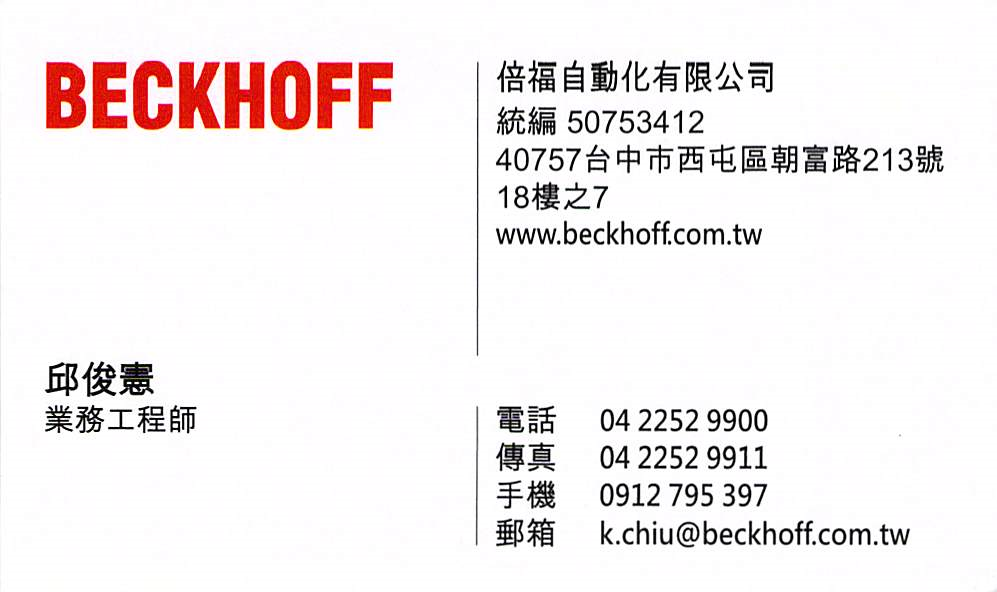 BECKHOFF
倍福自動化有限公司
統編 50753412
40757台中市西屯區朝富路213號
18樓之7
www.beckhoff.com.tw
邱俊憲
業務工程師
電話 04 2252 9900
傳真 04 2252 9911
手機 0912 795 397
郵箱 k.chiu@beckhoff.com.tw